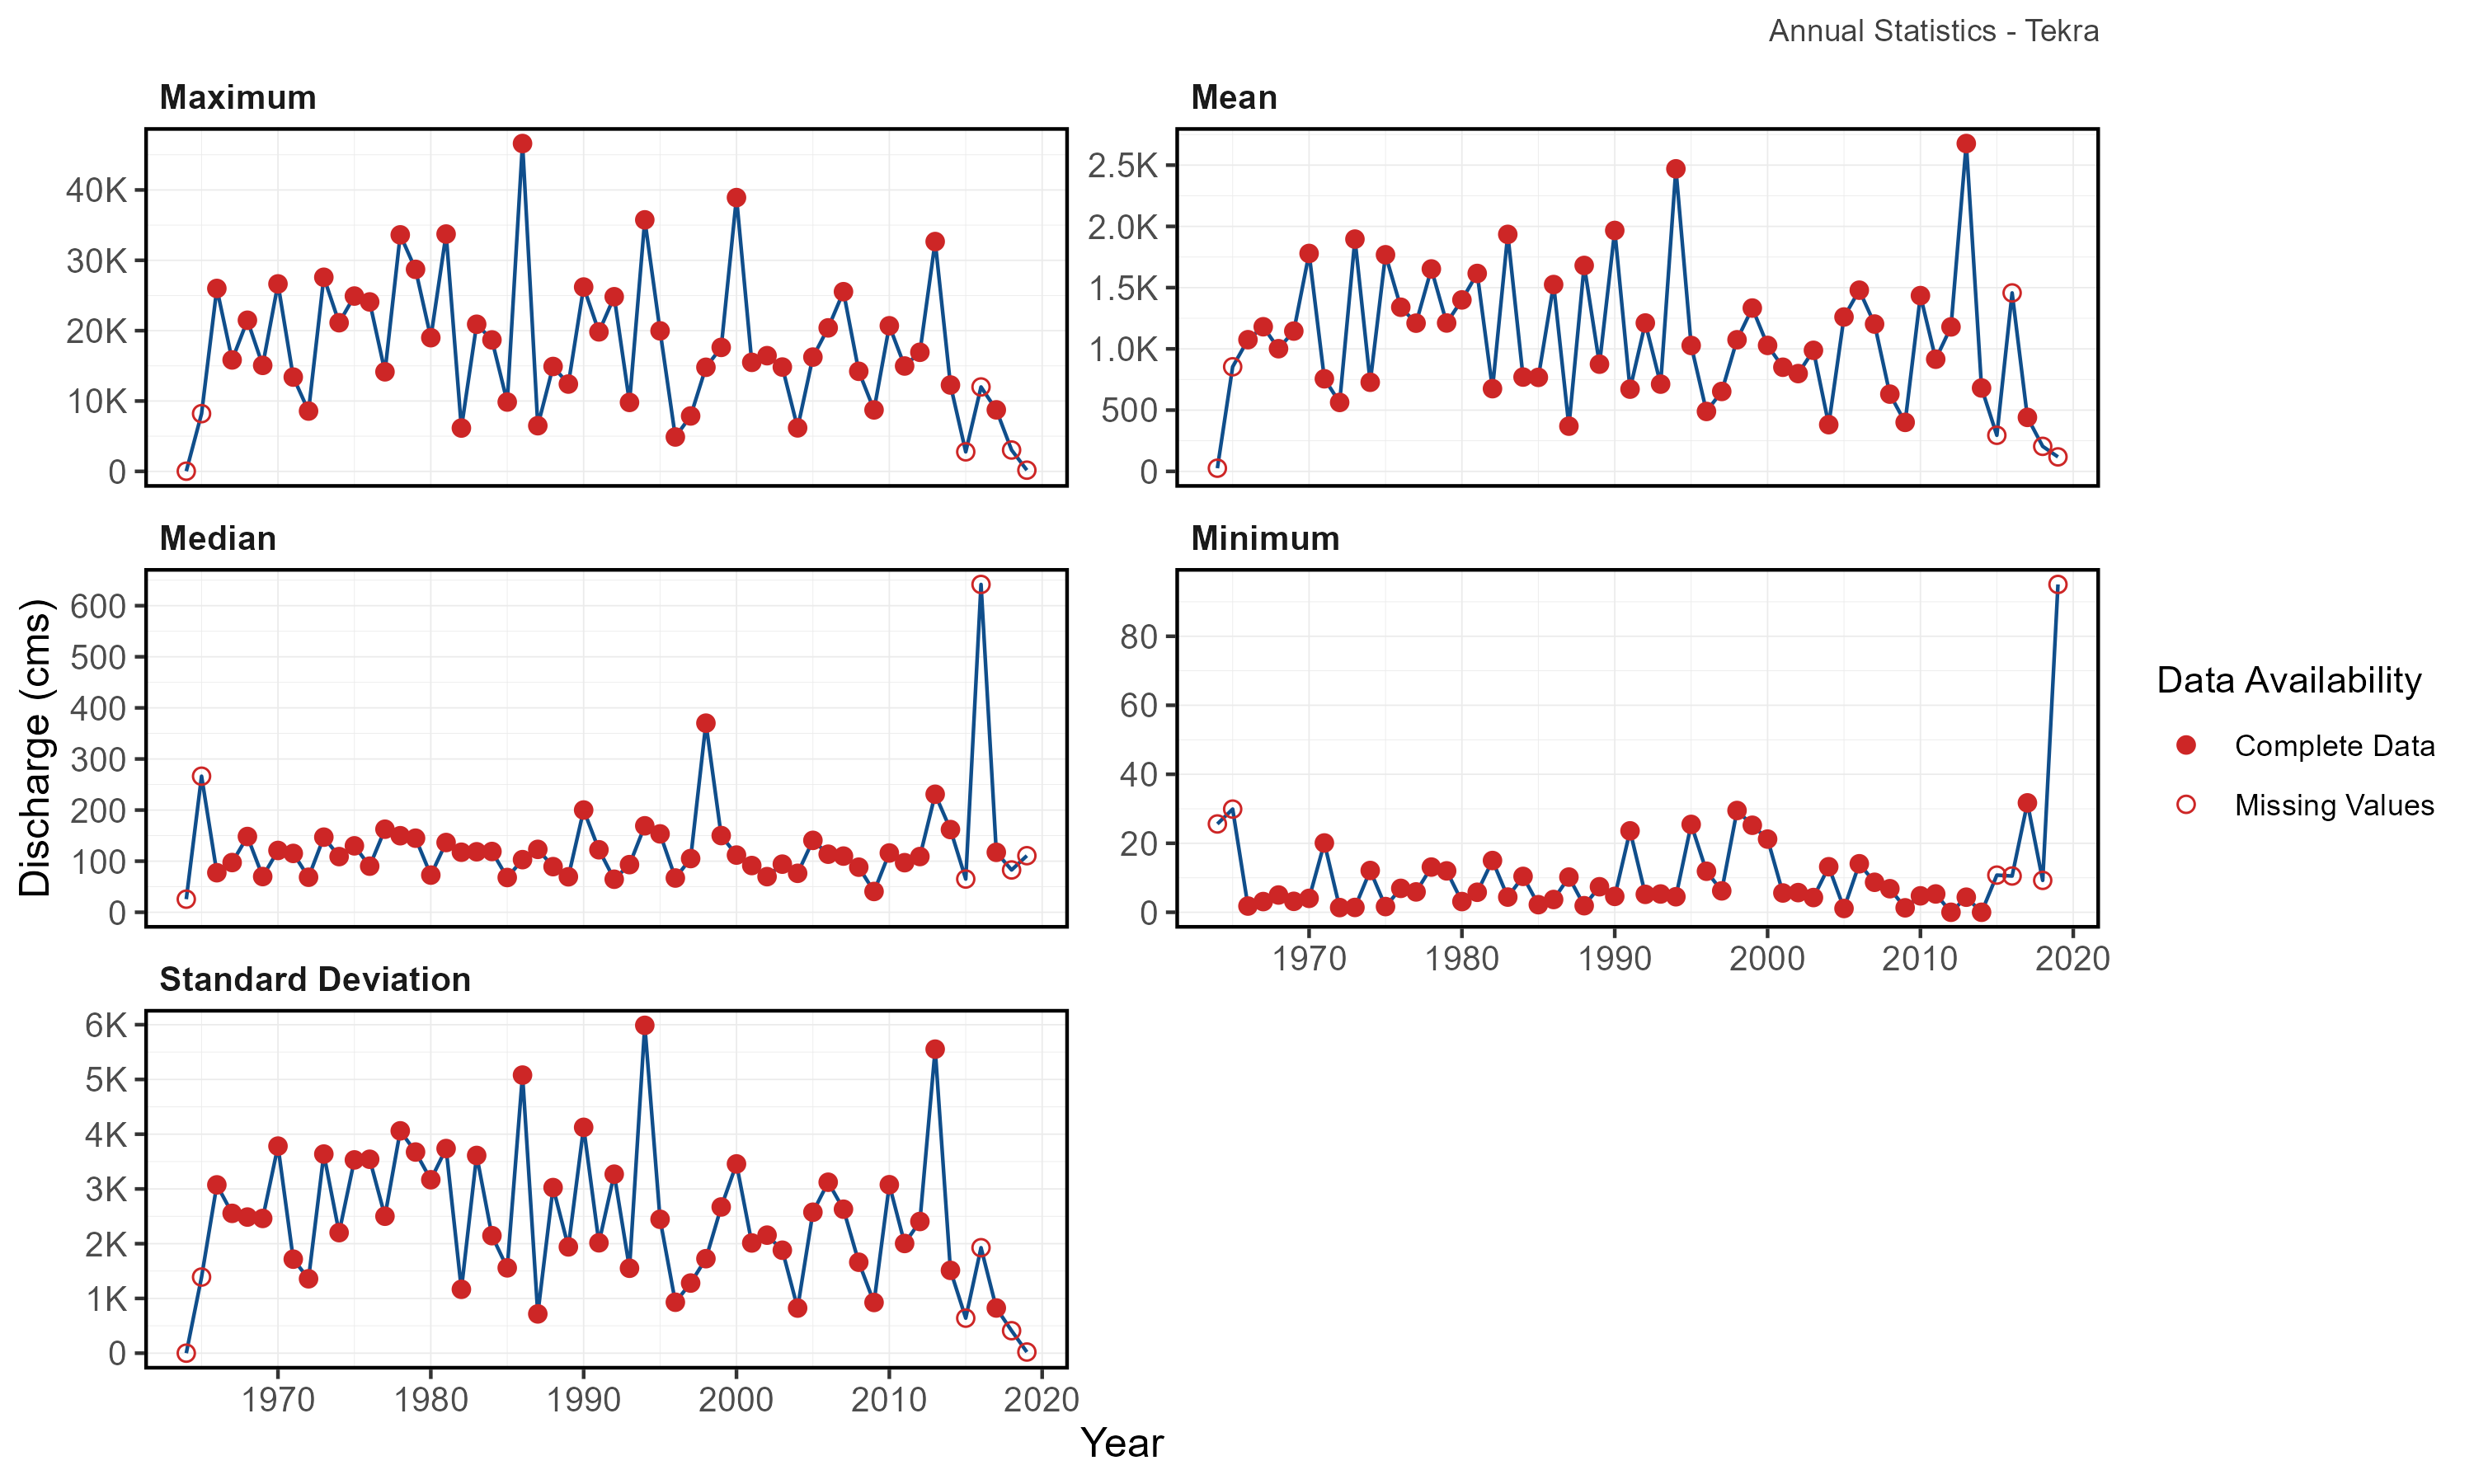 Annual Statistics - Tekra
Maximum
40K
30K
20K
10K
0
Mean
2.5K
2.0K
1.5K
1.0K
500
0
Discharge (cms)
Median
600
500
400
300
200
100
0
Minimum
80
60
40
20
0
1970 1980 1990 2000 2010 2020
Data Availability
Complete Data
Missing Values
Standard Deviation
6K
5K
4K
3K
2K
1K
0
1970 1980 1990 2000 2010 2020
Year